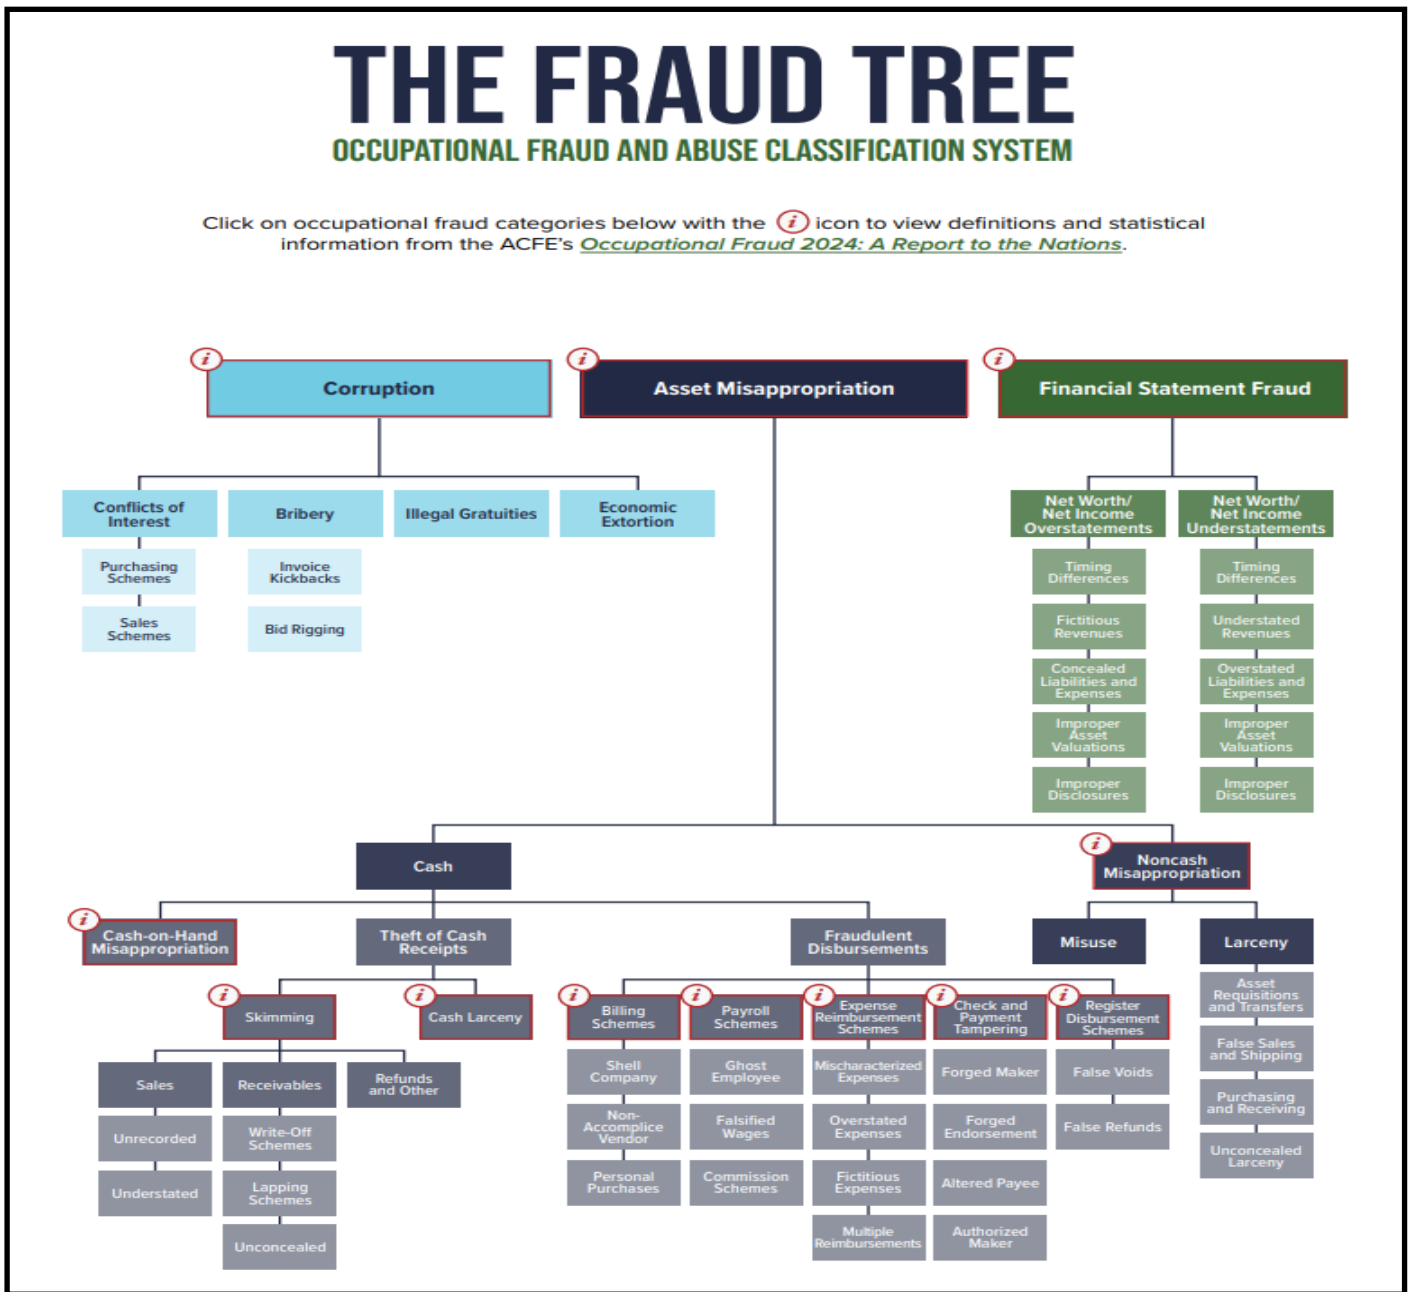 THE FRAUD TREE
OCCUPATIONAL FRAUD AND ABUSE CLASSIFICATION SYSTEM
Click on occupational fraud categories below with the i icon to view definitions and statistical
information from the ACFE's Occupational Fraud 2024: A Report to the Nations.
i
Corruption
i
Asset Misappropriation
i
Financial Statement Fraud
Conflicts of
Interest
Bribery
Illegal Gratuities
Economic
Extortion
Purchasing
Schemes
Sales
Schemes
Invoice
Kickbacks
Bid Rigging
Net Worth/
Net Income
Overstatements
Timing
Differences
Fictitious
Revenues
Concealed
Liabilities and
Expenses
Improper
Asset
Valuations
Improper
Disclosures
Net Worth/
Net Income
Understatements
Timing
Differences
Understated
Revenues
Overstated
Liabilities and
Expenses
Improper
Asset
Valuations
Improper
Disclosures
Cash
i
Noncash
Misappropriation
i
Cash-on-Hand
Misappropriation
Theft of Cash
Receipts
Fraudulent
Disbursements
Misuse
Larceny
Asset
Requisitions
and Transfers
False Sales
and Shipping
Purchasing
and Receiving
Unconcealed
Larceny
i
Skimming
i
Cash Larceny
Sales
Unrecorded
Understated
Receivables
Write-Off
Schemes
Lapping
Schemes
Unconcealed
Refunds
and Other
i
Billing
Schemes
Shell
Company
Non-
Accomplice
Vendor
Personal
Purchases
i
Payroll
Schemes
Ghost
Employee
Falsified
Wages
Commission
Schemes
i
Expense
Reimbursement
Schemes
Mischaracterized
Expenses
Overstated
Expenses
Fictitious
Expenses
Multiple
Reimbursements
i
Check and
Payment
Tampering
Forged Maker
Forged
Endorsement
Altered Payee
Authorized
Maker
i
Register
Disbursement
Schemes
False Voids
False Refunds